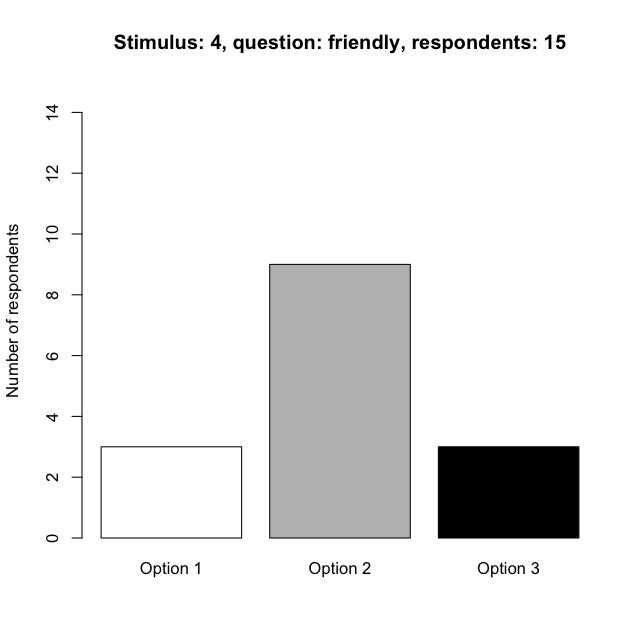 Stimulus: 4, question: friendly, respondents: 15
Number of respondents
14
12
10
8
6
4
2
0
Option 1 Option 2 Option 3